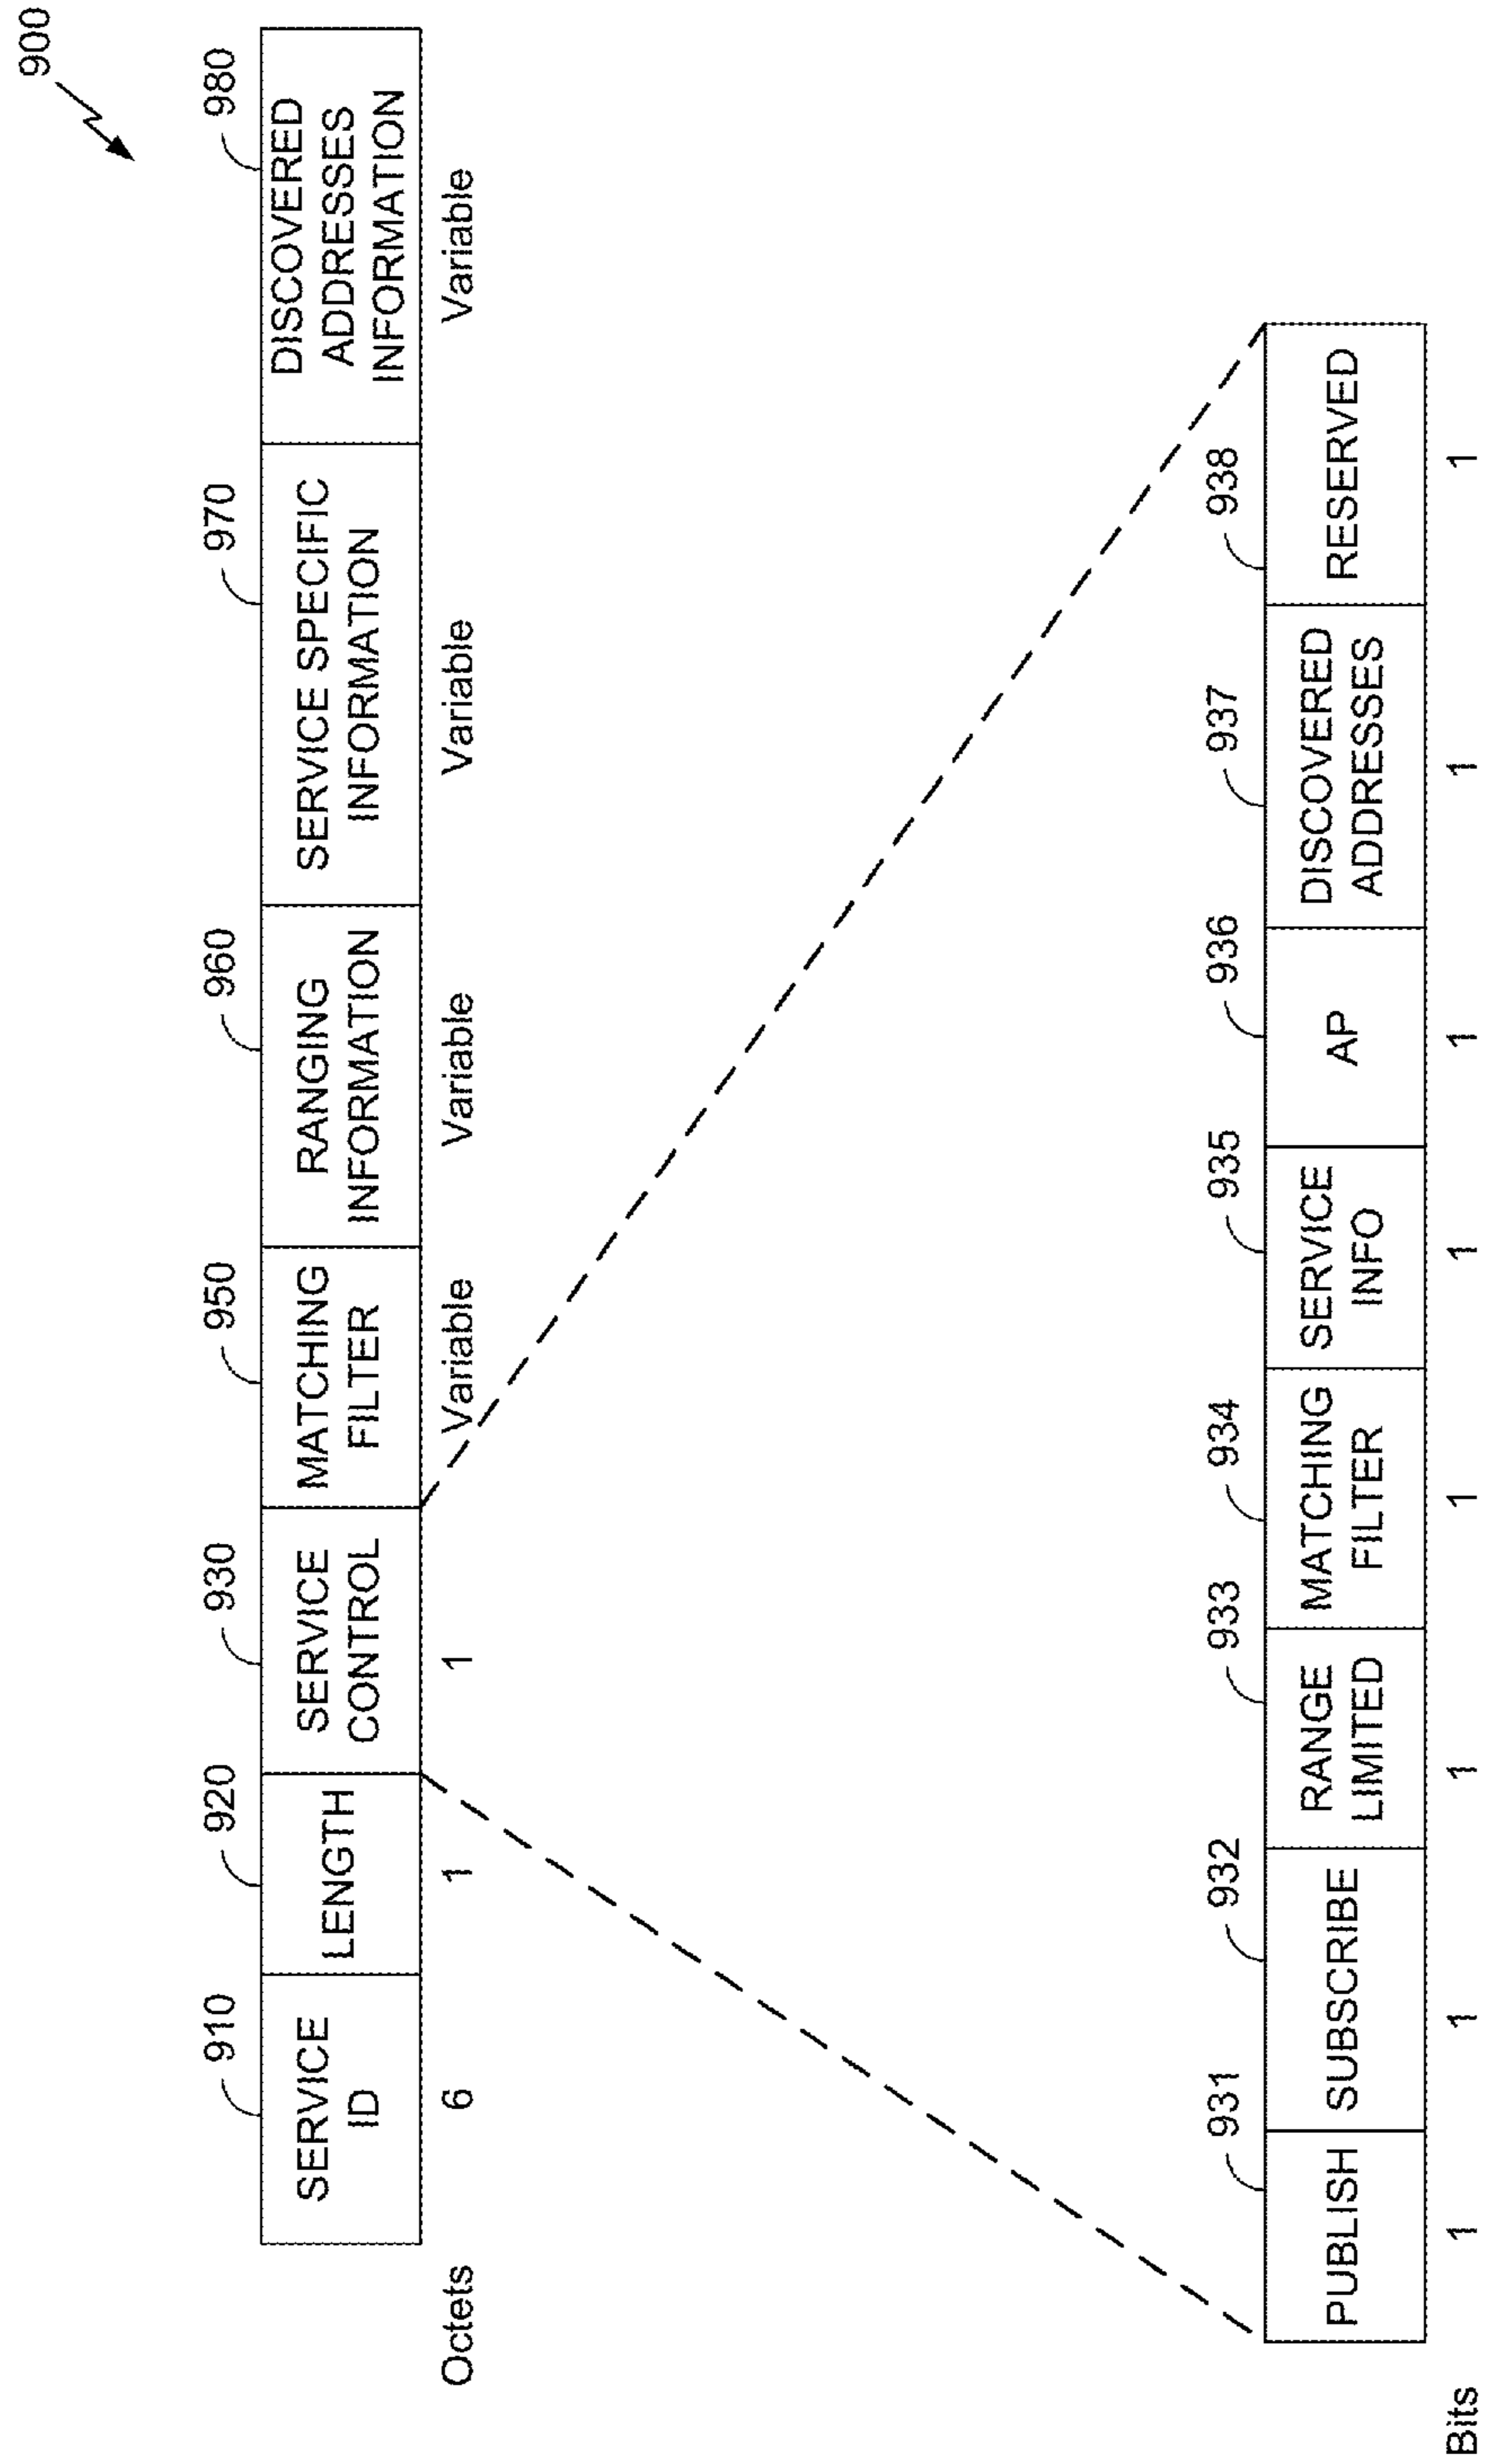 900
910
920
930
950
960
970
980
SERVICE
ID
LENGTH
SERVICE
CONTROL
MATCHING
FILTER
RANGING
INFORMATION
SERVICE SPECIFIC
INFORMATION
DISCOVERED
ADDRESSES
INFORMATION
Octets
6
1
1
Variable
Variable
Variable
Variable
931
932
933
934
935
936
937
938
PUBLISH
SUBSCRIBE
RANGE
LIMITED
MATCHING
FILTER
SERVICE
INFO
AP
DISCOVERED
ADDRESSES
RESERVED
Bits
1
1
1
1
1
1
1
1